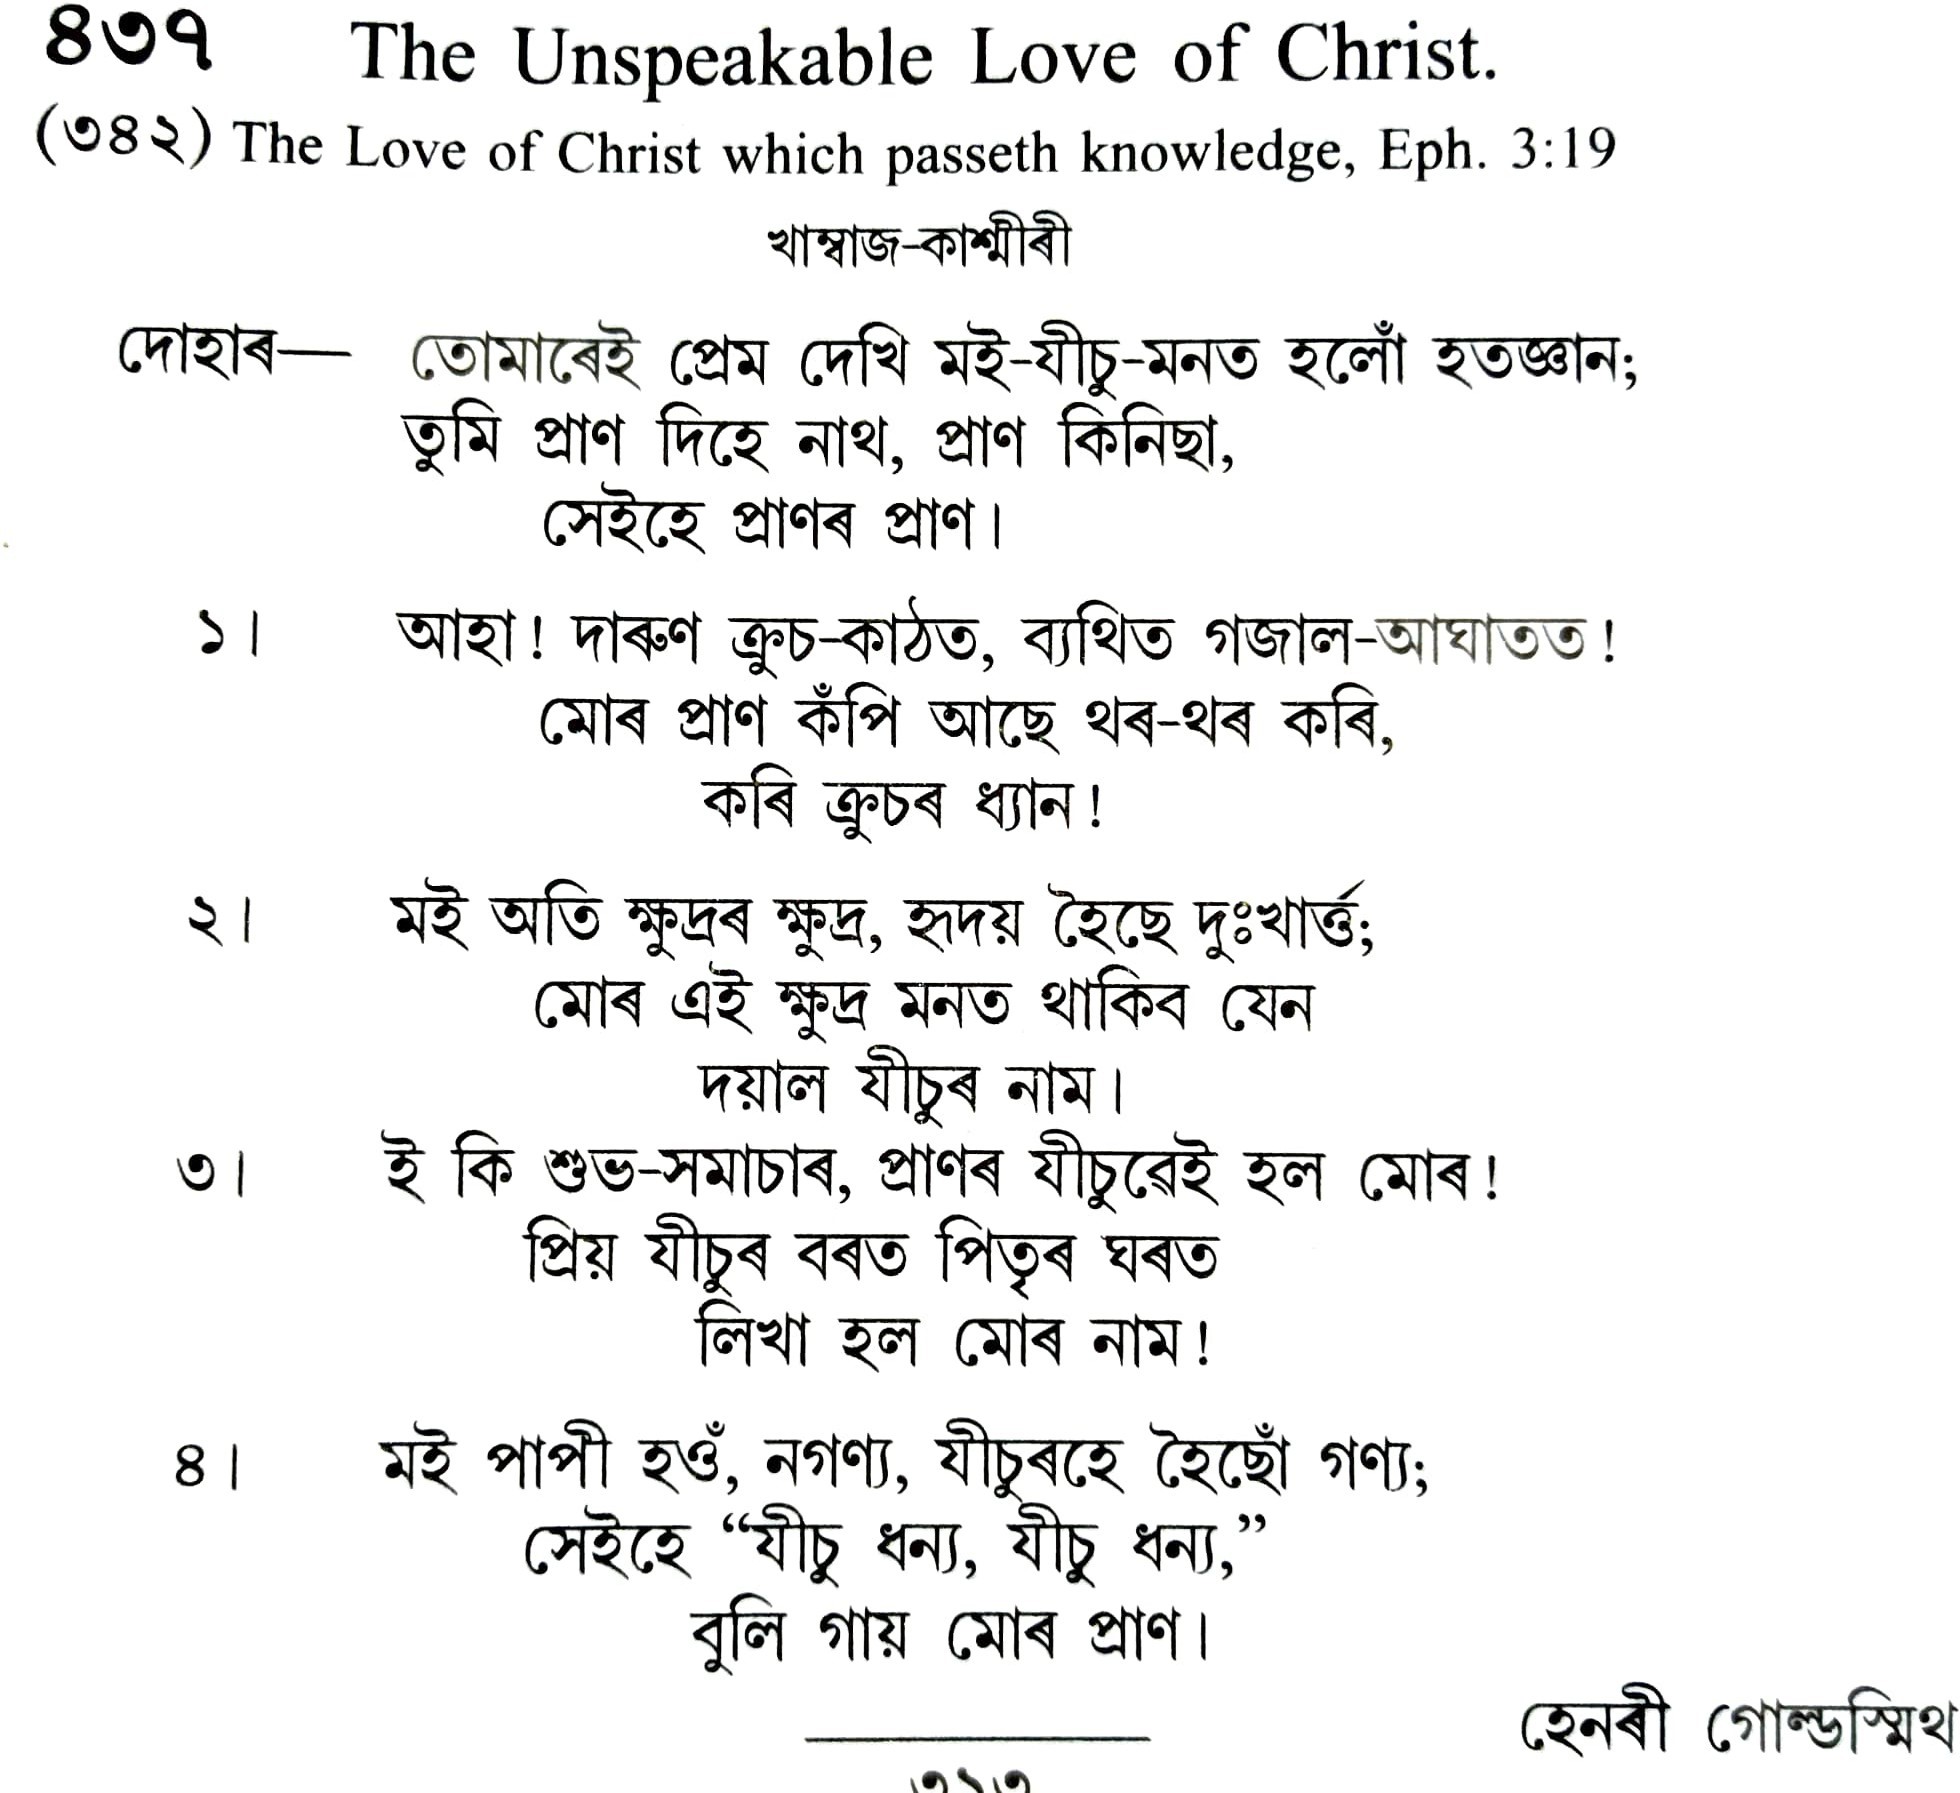 ৪৩৭ The Unspeakable Love of Christ.
(৩৪২) The Love of Christ which passeth knowledge, Eph. 3:19
খাম্বাজ-কাশ্মীৰী
দোহাৰ— তোমাৰেই প্ৰেম দেখি মই-যীচু-মনত হলোঁ হতজ্ঞান;
তুমি প্ৰাণ দিহে নাথ, প্ৰাণ কিনিছা,
সেইহে প্ৰাণৰ প্ৰাণ।
১। আহা! দাৰুণ ক্ৰুচ-কাঠত, ব্যথিত গজাল-আঘাতত!
মোৰ প্ৰাণ কঁপি আছে থৰ-থৰ কৰি,
কৰি ক্ৰুচৰ ধ্যান!
২। মই অতি ক্ষুদ্ৰৰ ক্ষুদ্ৰ, হৃদয় হৈছে দুঃখাৰ্ত্ত;
মোৰ এই ক্ষুদ্ৰ মনত থাকিব যেন
দয়াল যীচুৰ নাম।
৩। ই কি শুভ-সমাচাৰ, প্ৰাণৰ যীচুৱেই হল মোৰ!
প্ৰিয় যীচুৰ বৰত পিতৃৰ ঘৰত
লিখা হল মোৰ নাম!
৪। মই পাপী হওঁ, নগণ্য, যীচুৰহে হৈছোঁ গণ্য;
সেইহে “যীচু ধন্য, যীচু ধন্য,”
বুলি গায় মোৰ প্ৰাণ।
হেনৰী গোল্ডস্মিথ
৩১৩